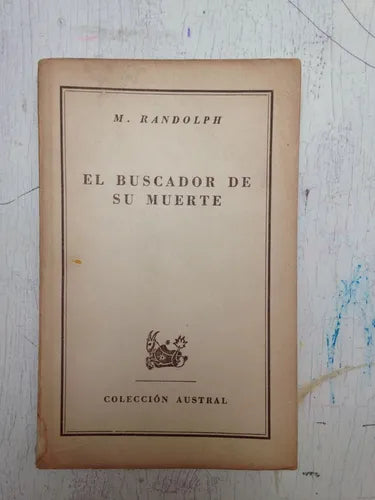 M. RANDOLPH
EL BUSCADOR DE
SU MUERTE
COLECCIÓN AUSTRAL